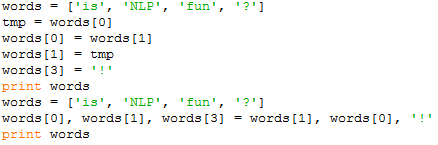 words = ['is', 'NLP', 'fun', '?']
tmp = words[0]
words[0] = words[1]
words[1] = tmp
words[3] = '!'
print words
words = ['is', 'NLP', 'fun', '?']
words[0], words[1], words[3] = words[1], words[0], '!'
print words